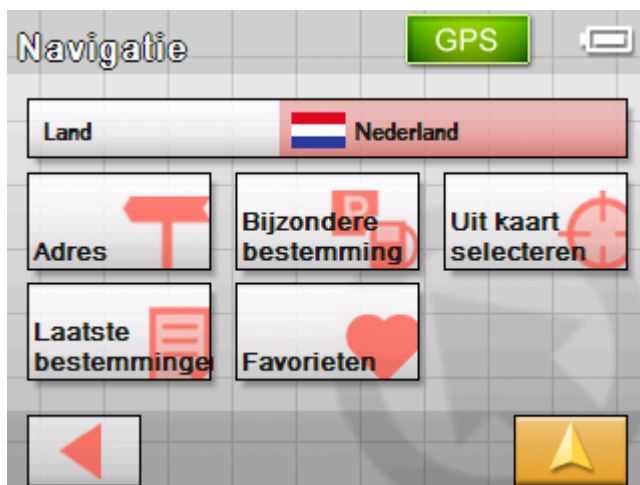 Navigatie
GPS
Land
Nederland
Adres
Bijzondere
bestemming
Uit kaart
selecteren
Laatste
bestemminge
Favorieten